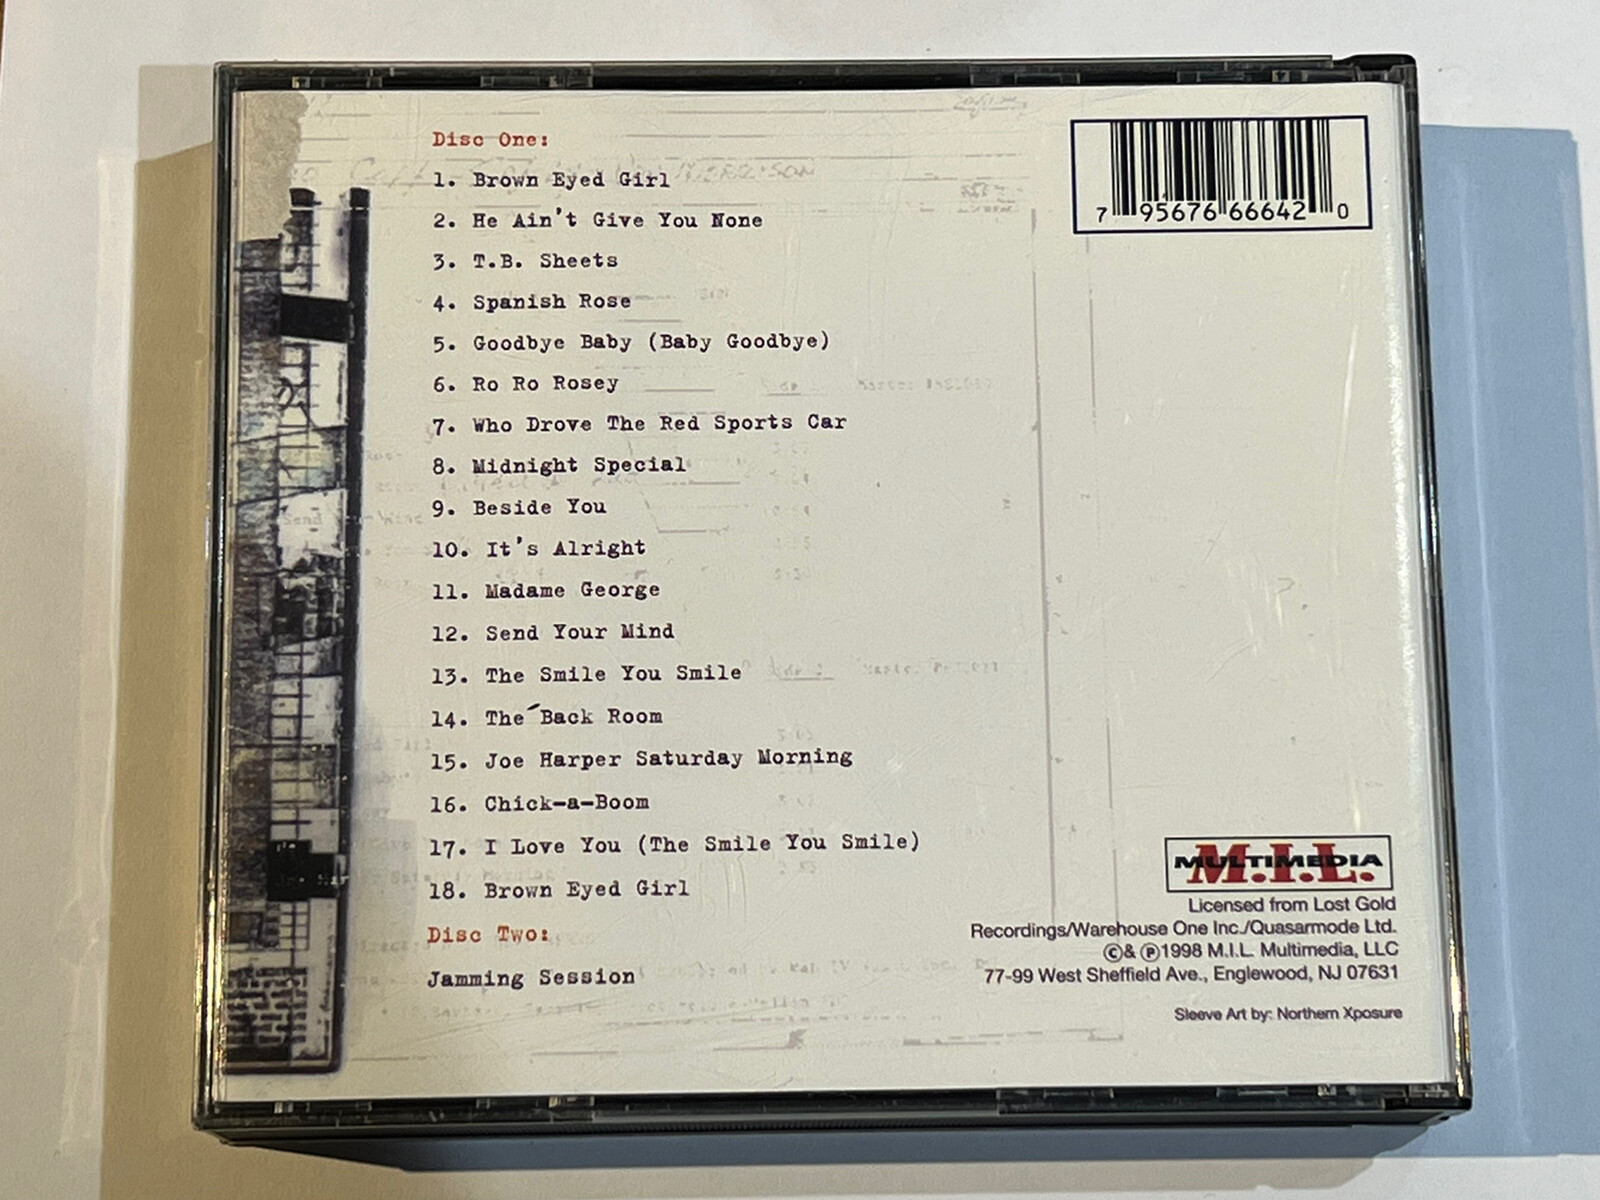 Disc One:
1. Brown Eyed Girl
2. He Ain't Give You None
3. T.B. Sheets
4. Spanish Rose
5. Goodbye Baby (Baby Goodbye)
6. Ro Ro Rosey
7. Who Drove The Red Sports Car
8. Midnight Special
9. Beside You
10. It's Alright
11. Madame George
12. Send Your Mind
13. The Smile You Smile
14. The Back Room
15. Joe Harper Saturday Morning
16. Chick-a-Boom
17. I Love You (The Smile You Smile)
18. Brown Eyed Girl
Disc Two:
Jamming Session
7 95676 66642 0
M.I.L.
MULTIMEDIA
Licensed from Lost Gold
Recordings/Warehouse One Inc./Quasarmode Ltd.
©& ℗1998 M.I.L. Multimedia, LLC
77-99 West Sheffield Ave., Englewood, NJ 07631
Sleeve Art by: Northern Xposure